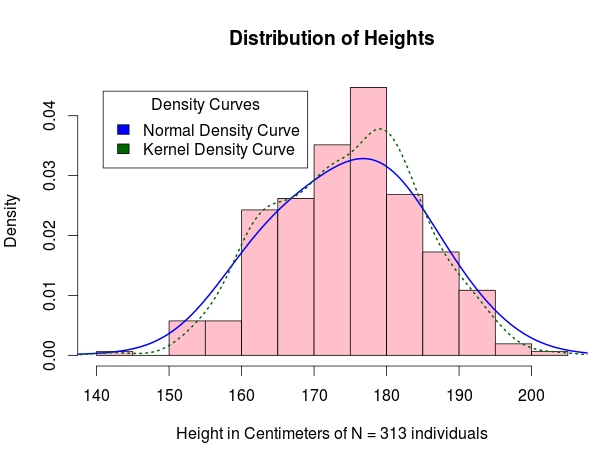 Distribution of Heights
Density Curves
Normal Density Curve
Kernel Density Curve
Density
0.00 0.01 0.02 0.03 0.04
140 150 160 170 180 190 200
Height in Centimeters of N = 313 individuals